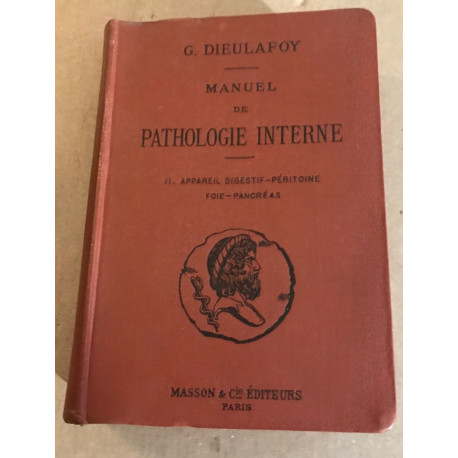 G. DIEULAFOY
MANUEL
DE
PATHOLOGIE INTERNE
II. APPAREIL DIGESTIF–PÉRITOINE
FOIE–PANCRÉAS
MASSON & Cie ÉDITEURS
PARIS